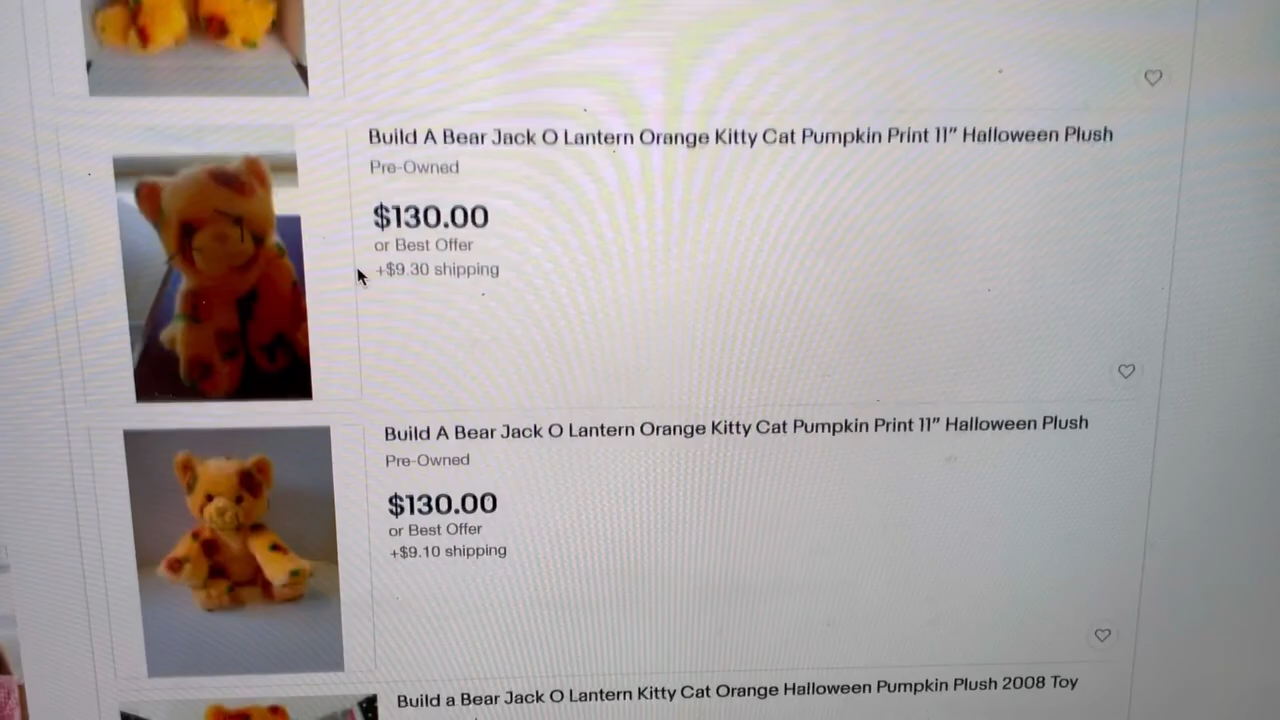 Build A Bear Jack O Lantern Orange Kitty Cat Pumpkin Print 11" Halloween Plush
Pre-Owned
$130.00
or Best Offer
+$9.30 shipping
Build A Bear Jack O Lantern Orange Kitty Cat Pumpkin Print 11" Halloween Plush
Pre-Owned
$130.00
or Best Offer
+$9.10 shipping
Build a Bear Jack O Lantern Kitty Cat Orange Halloween Pumpkin Plush 2008 Toy